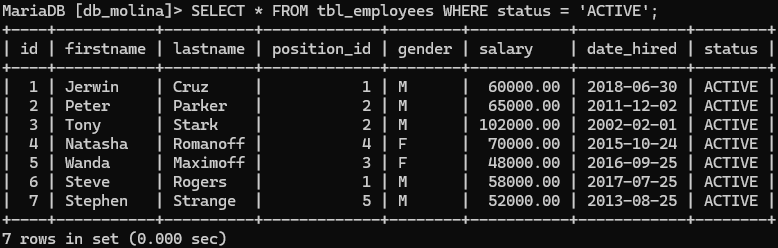 MariaDB [db_molina]> SELECT * FROM tbl_employees WHERE status = 'ACTIVE';
+----+-----------+----------+-------------+--------+-----------+------------+--------+
| id | firstname | lastname | position_id | gender | salary    | date_hired | status |
+----+-----------+----------+-------------+--------+-----------+------------+--------+
|  1 | Jerwin    | Cruz     |           1 | M      |  60000.00 | 2018-06-30 | ACTIVE |
|  2 | Peter     | Parker   |           2 | M      |  65000.00 | 2011-12-02 | ACTIVE |
|  3 | Tony      | Stark    |           2 | M      | 102000.00 | 2002-02-01 | ACTIVE |
|  4 | Natasha   | Romanoff |           4 | F      |  70000.00 | 2015-10-24 | ACTIVE |
|  5 | Wanda     | Maximoff |           3 | F      |  48000.00 | 2016-09-25 | ACTIVE |
|  6 | Steve     | Rogers   |           1 | M      |  58000.00 | 2017-07-25 | ACTIVE |
|  7 | Stephen   | Strange  |           5 | M      |  52000.00 | 2013-08-25 | ACTIVE |
+----+-----------+----------+-------------+--------+-----------+------------+--------+
7 rows in set (0.000 sec)